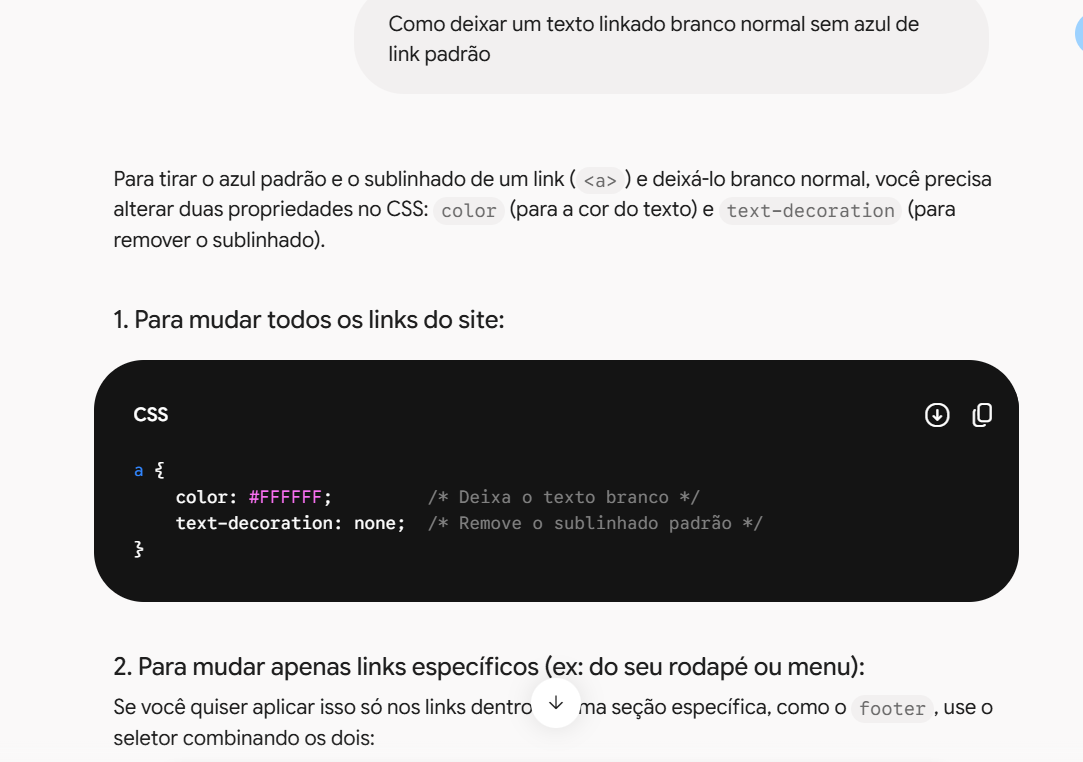 Como deixar um texto linkado branco normal sem azul de
link padrão
Para tirar o azul padrão e o sublinhado de um link ( <a> ) e deixá-lo branco normal, você precisa
alterar duas propriedades no CSS: color (para a cor do texto) e text-decoration (para
remover o sublinhado).
1. Para mudar todos os links do site:
CSS
a {
    color: #FFFFFF;         /* Deixa o texto branco */
    text-decoration: none;  /* Remove o sublinhado padrão */
}
2. Para mudar apenas links específicos (ex: do seu rodapé ou menu):
Se você quiser aplicar isso só nos links dentro ma seção específica, como o footer , use o
seletor combinando os dois: